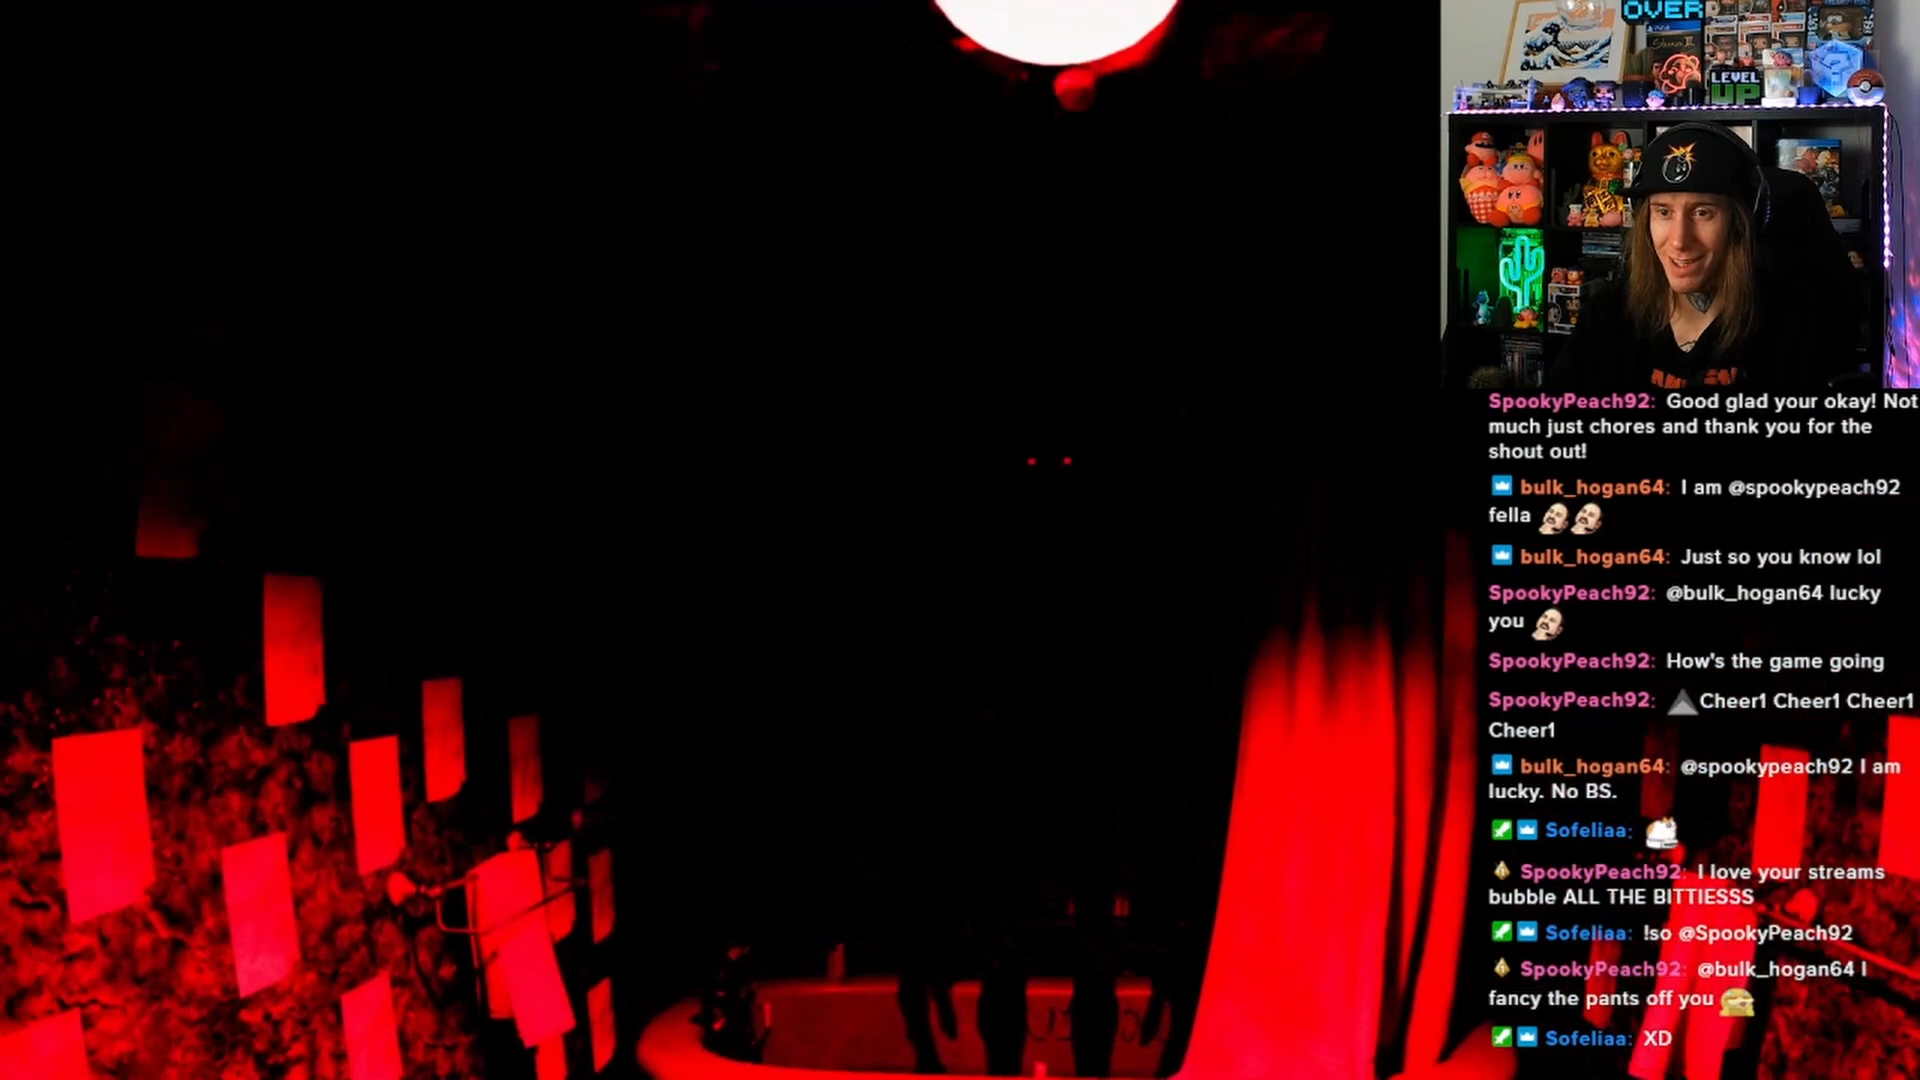 OVER
LEVEL
UP
SpookyPeach92: Good glad your okay! Not
much just chores and thank you for the
shout out!
bulk_hogan64: I am @spookypeach92
fella
bulk_hogan64: Just so you know lol
SpookyPeach92: @bulk_hogan64 lucky
you
SpookyPeach92: How's the game going
SpookyPeach92: Cheer1 Cheer1 Cheer1
Cheer1
bulk_hogan64: @spookypeach92 I am
lucky. No BS.
Sofeliaa:
SpookyPeach92: I love your streams
bubble ALL THE BITTIESSS
Sofeliaa: !so @SpookyPeach92
SpookyPeach92: @bulk_hogan64 I
fancy the pants off you
Sofeliaa: XD